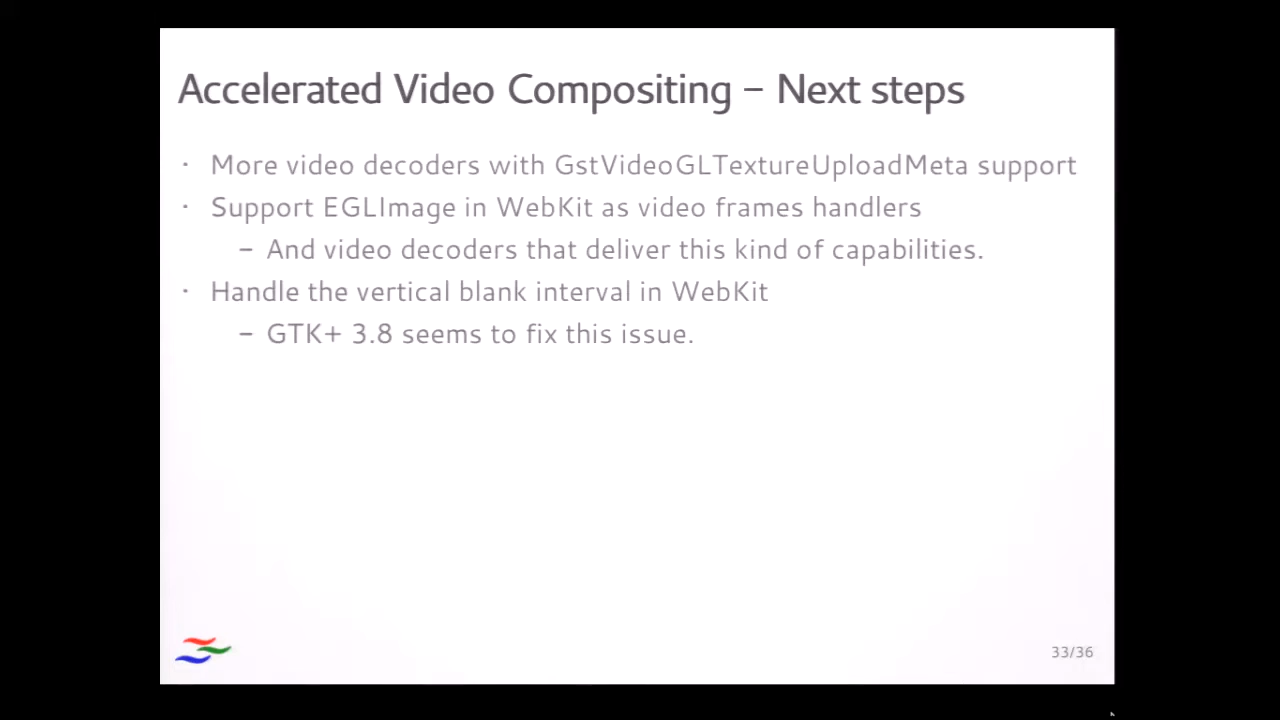 Accelerated Video Compositing – Next steps
· More video decoders with GstVideoGLTextureUploadMeta support
· Support EGLImage in WebKit as video frames handlers
– And video decoders that deliver this kind of capabilities.
· Handle the vertical blank interval in WebKit
– GTK+ 3.8 seems to fix this issue.
33/36